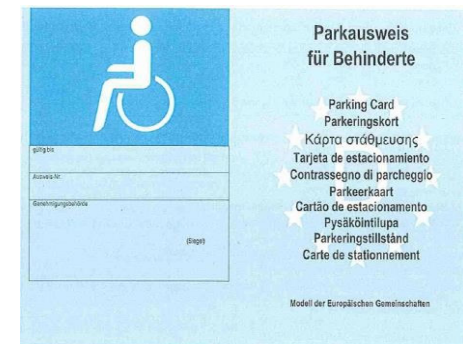 gültig bis
Ausweis-Nr.
Genehmigungsbehörde
(Siegel)
Parkausweis
für Behinderte
Parking Card
Parkeringskort
Κάρτα στάθμευσης
Tarjeta de estacionamiento
Contrassegno di parcheggio
Parkeerkaart
Cartão de estacionamento
Pysäköintilupa
Parkeringstillstånd
Carte de stationnement
Modell der Europäischen Gemeinschaften